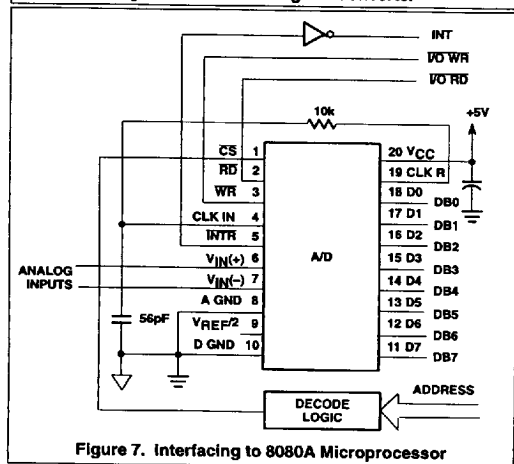 INT
I/O WR
I/O RD
10k
+5V
CS 1
RD 2
WR 3
CLK IN 4
INTR 5
VIN(+) 6
VIN(–) 7
A GND 8
VREF/2 9
D GND 10
ANALOG
INPUTS
56pF
A/D
20 VCC
19 CLK R
18 D0
17 D1
16 D2
15 D3
14 D4
13 D5
12 D6
11 D7
DB0
DB1
DB2
DB3
DB4
DB5
DB6
DB7
DECODE
LOGIC
ADDRESS
Figure 7. Interfacing to 8080A Microprocessor